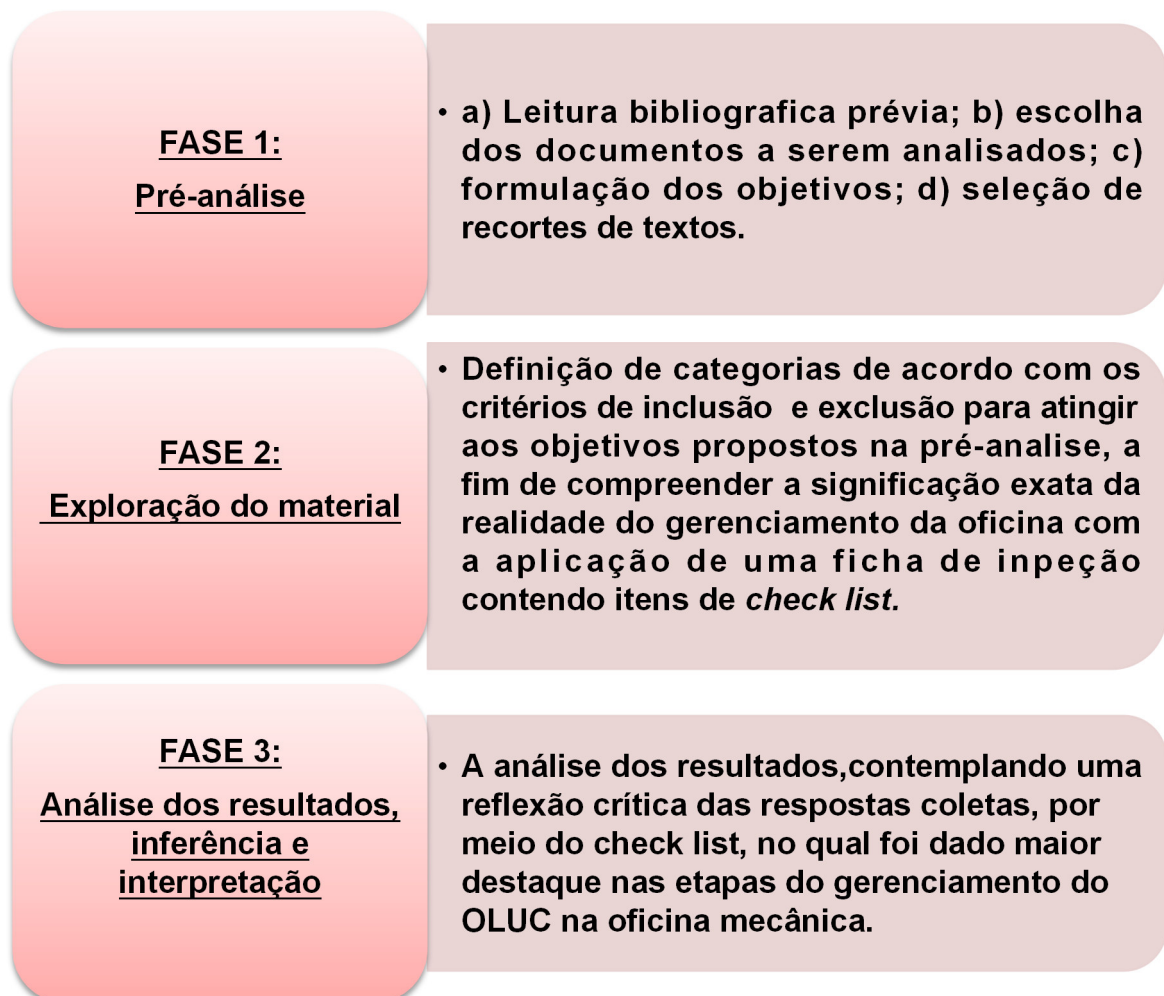 FASE 1:
Pré-análise
• a) Leitura bibliografica prévia; b) escolha
dos documentos a serem analisados; c)
formulação dos objetivos; d) seleção de
recortes de textos.
FASE 2:
Exploração do material
• Definição de categorias de acordo com os
critérios de inclusão e exclusão para atingir
aos objetivos propostos na pré-analise, a
fim de compreender a significação exata da
realidade do gerenciamento da oficina com
a aplicação de uma ficha de inpeção
contendo itens de check list.
FASE 3:
Análise dos resultados,
inferência e
interpretação
• A análise dos resultados,contemplando uma
reflexão crítica das respostas coletas, por
meio do check list, no qual foi dado maior
destaque nas etapas do gerenciamento do
OLUC na oficina mecânica.